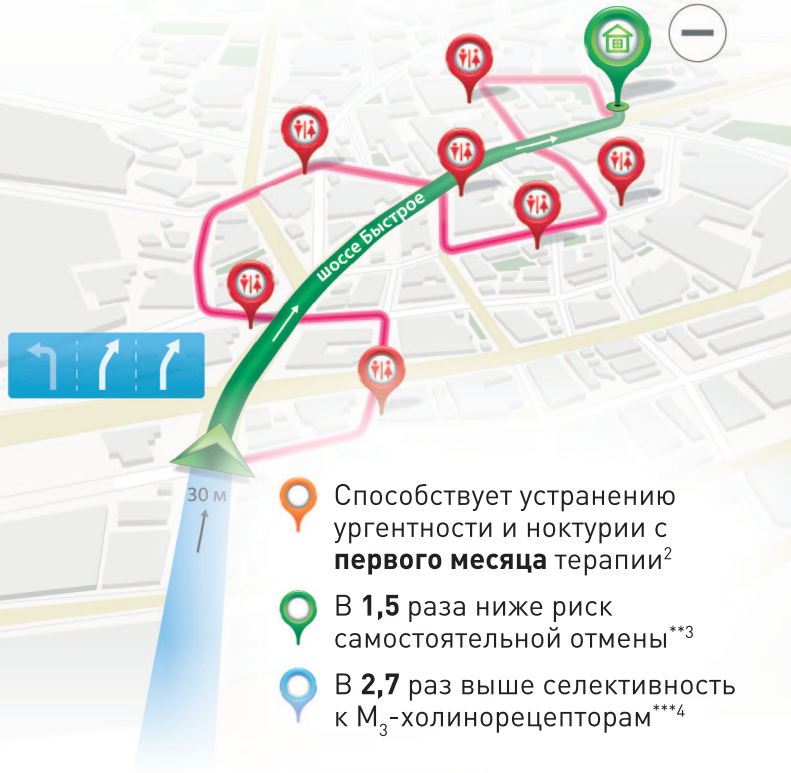 шоссе Быстрое
30 м
Способствует устранению
ургентности и ноктурии с
первого месяца терапии²
В 1,5 раза ниже риск
самостоятельной отмены**³
В 2,7 раз выше селективность
к М₃-холинорецепторам***⁴